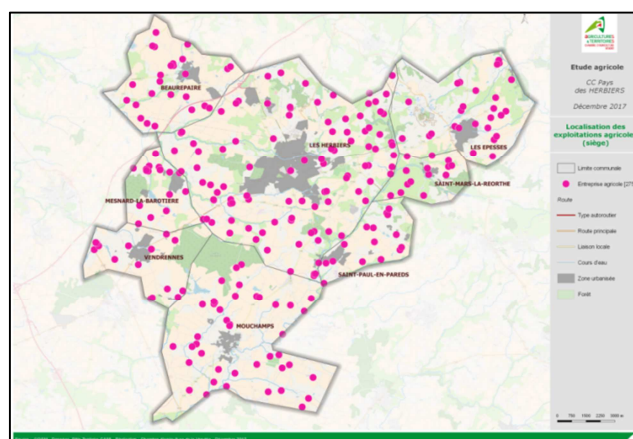 AGRICULTURES
& TERRITOIRES
Etude agricole
CC Pays
des HERBIERS
Décembre 2017
Localisation des
exploitations agricoles
(siège)
Limite communale
Entreprise agricole
Route
Type autoroutier
Route principale
Liaison locale
Cours d'eau
Zone urbanisée
Forêt
BEAUREPAIRE
LES HERBIERS
LES EPESSES
SAINT-MARS-LA-REORTHE
MESNARD-LA-BAROTIERE
VENDRENNES
SAINT-PAUL-EN-PAREDS
MOUCHAMPS